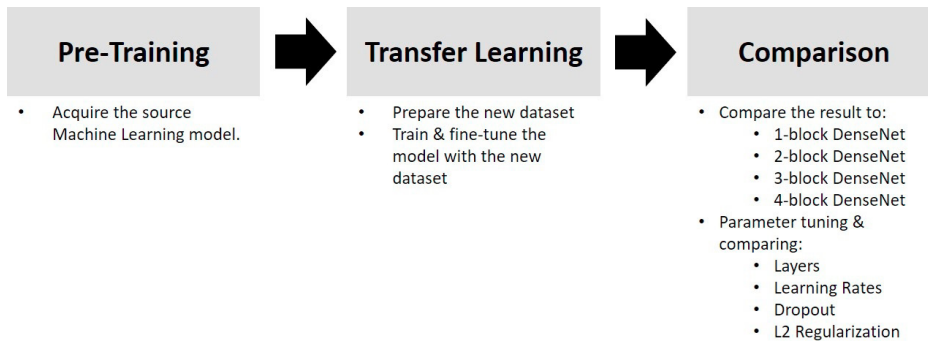 Pre-Training
• Acquire the source
Machine Learning model.
Transfer Learning
• Prepare the new dataset
• Train & fine-tune the
model with the new
dataset
Comparison
• Compare the result to:
• 1-block DenseNet
• 2-block DenseNet
• 3-block DenseNet
• 4-block DenseNet
• Parameter tuning &
comparing:
• Layers
• Learning Rates
• Dropout
• L2 Regularization